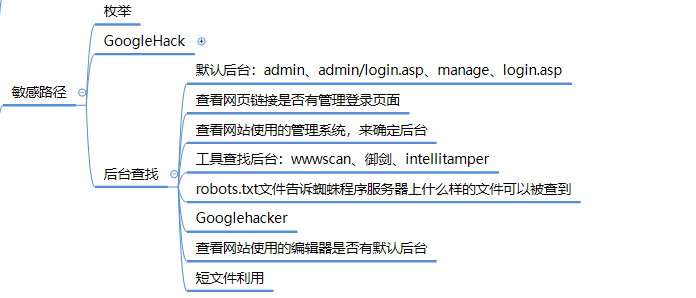 枚举
GoogleHack
敏感路径
默认后台：admin、admin/login.asp、manage、login.asp
查看网页链接是否有管理登录页面
查看网站使用的管理系统，来确定后台
工具查找后台：wwwscan、御剑、intellitamper
后台查找
robots.txt文件告诉蜘蛛程序服务器上什么样的文件可以被查到
Googlehacker
查看网站使用的编辑器是否有默认后台
短文件利用